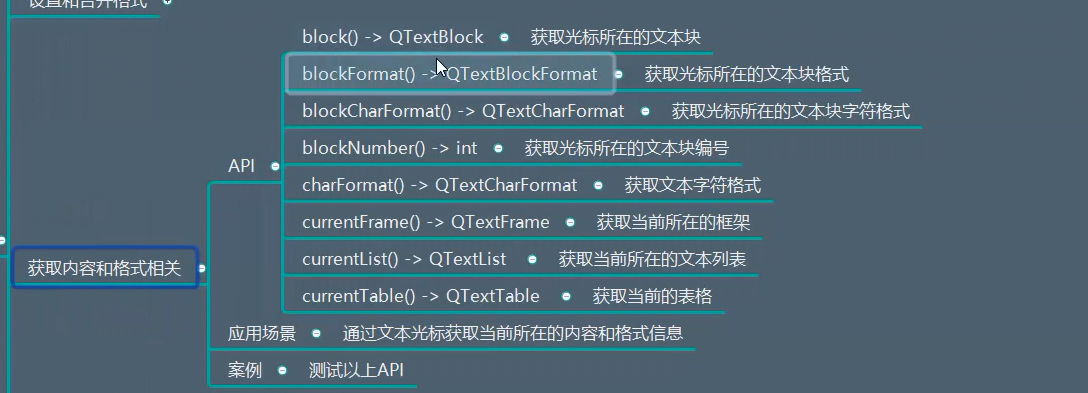 设置和合并格式
block() -> QTextBlock 获取光标所在的文本块
blockFormat() -> QTextBlockFormat 获取光标所在的文本块格式
blockCharFormat() -> QTextCharFormat 获取光标所在的文本块字符格式
blockNumber() -> int 获取光标所在的文本块编号
API
charFormat() -> QTextCharFormat 获取文本字符格式
currentFrame() -> QTextFrame 获取当前所在的框架
currentList() -> QTextList 获取当前所在的文本列表
获取内容和格式相关
currentTable() -> QTextTable 获取当前的表格
应用场景 通过文本光标获取当前所在的内容和格式信息
案例 测试以上API